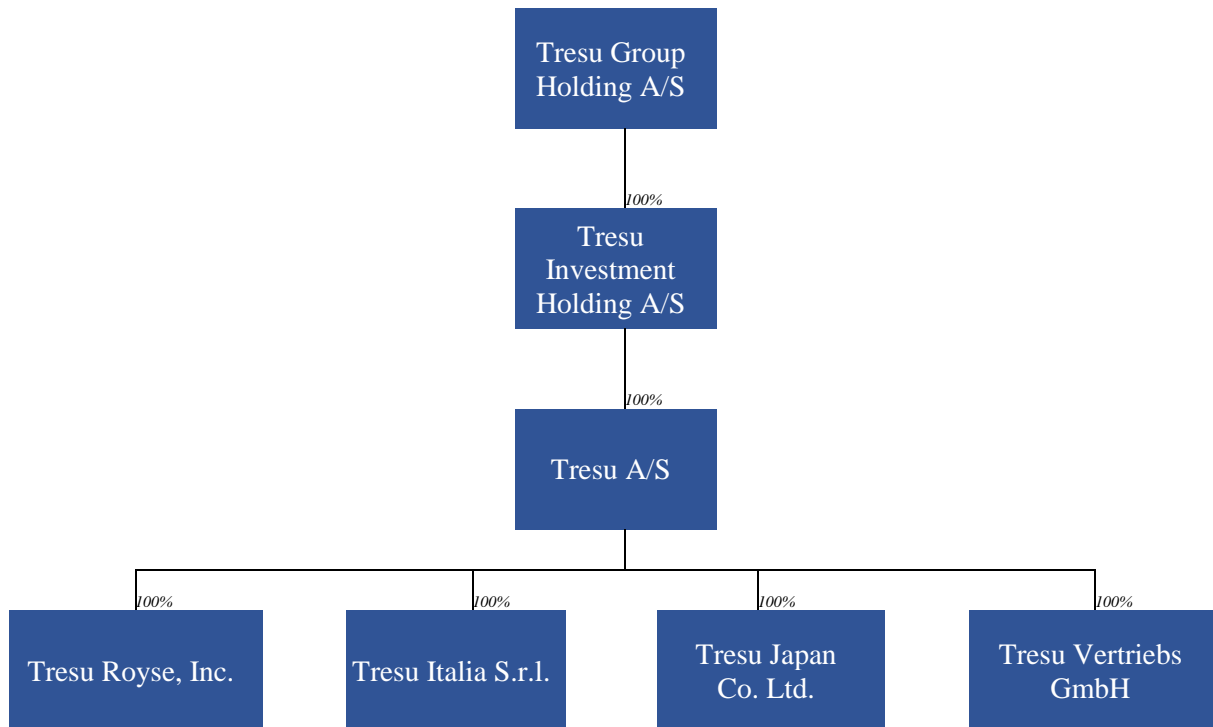 Tresu Group
Holding A/S
100%
Tresu
Investment
Holding A/S
100%
Tresu A/S
100%
100%
100%
100%
Tresu Royse, Inc.
Tresu Italia S.r.l.
Tresu Japan
Co. Ltd.
Tresu Vertriebs
GmbH